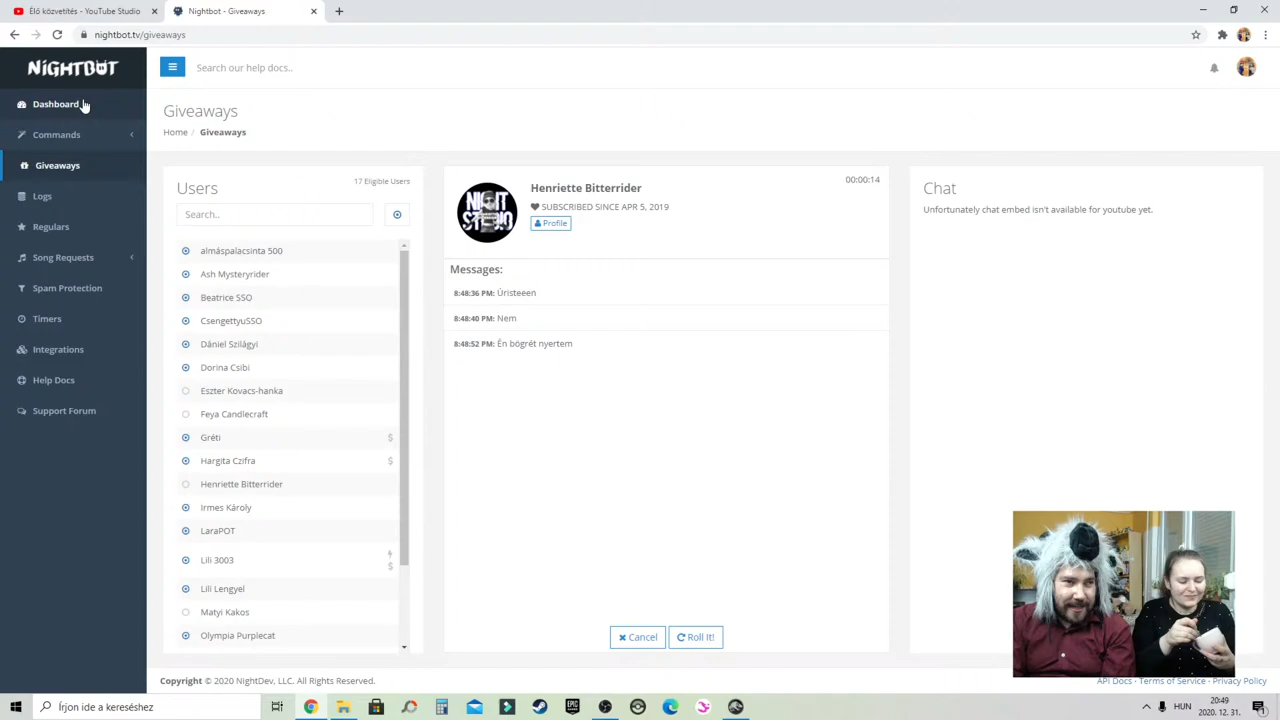 Élő közvetítés - YouTube Studio
Nightbot - Giveaways
nightbot.tv/giveaways
NIGHTBOT
Search our help docs..
Dashboard
Commands
Giveaways
Logs
Regulars
Song Requests
Spam Protection
Timers
Integrations
Help Docs
Support Forum
Giveaways
Home / Giveaways
Users
17 Eligible Users
Search..
almáspalacsinta 500
Ash Mysteryrider
Beatrice SSO
CsengettyuSSO
Dániel Szilágyi
Dorina Csibi
Eszter Kovacs-hanka
Feya Candlecraft
Gréti $
Hargita Czifra $
Henriette Bitterrider
Irmes Károly
LaraPOT
Lili 3003 $
Lili Lengyel
Matyi Kakos
Olympia Purplecat
NIGHT
Henriette Bitterrider
00:00:14
SUBSCRIBED SINCE APR 5, 2019
Profile
Messages:
8:48:36 PM: Úristeeen
8:48:40 PM: Nem
8:48:52 PM: Én bögrét nyertem
Cancel
Roll It!
Chat
Unfortunately chat embed isn't available for youtube yet.
Copyright © 2020 NightDev, LLC. All Rights Reserved.
API Docs · Terms of Service · Privacy Policy
Írjon ide a kereséshez
EPIC
HUN
20:49
2020. 12. 31.